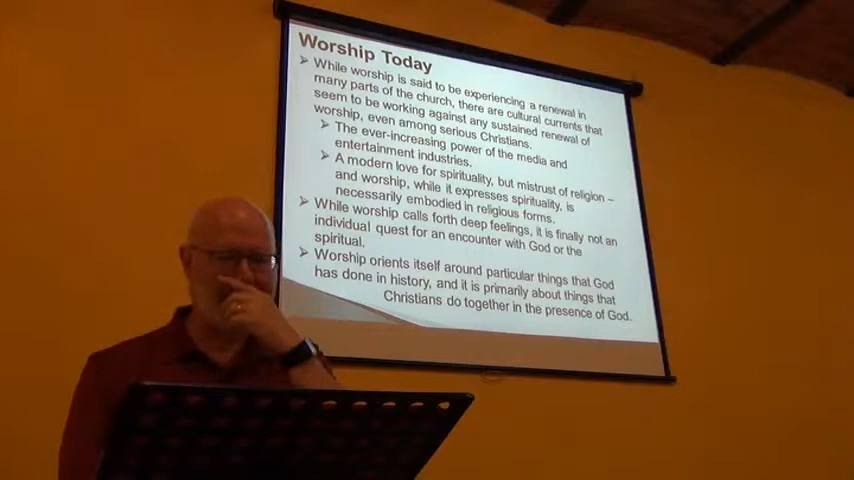 Worship Today
➢ While worship is said to be experiencing a renewal in
many parts of the church, there are cultural currents that
seem to be working against any sustained renewal of
worship, even among serious Christians.
➢ The ever-increasing power of the media and
entertainment industries.
➢ A modern love for spirituality, but mistrust of religion –
and worship, while it expresses spirituality, is
necessarily embodied in religious forms.
➢ While worship calls forth deep feelings, it is finally not an
individual quest for an encounter with God or the
spiritual.
➢ Worship orients itself around particular things that God
has done in history, and it is primarily about things that
Christians do together in the presence of God.